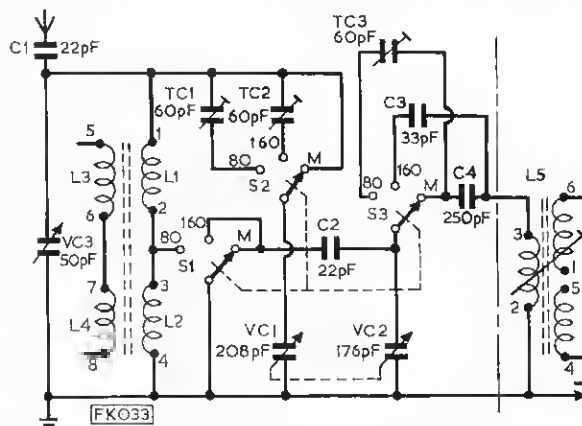 C1 22pF
TC1
60pF
TC2
60pF
160
80
S2
M
TC3
60pF
C3
33pF
160
80
S3
M
C4
250pF
L5
5
L3
6
1
L1
2
VC3
50pF
7
L4
8
3
L2
4
80
160
S1
M
C2
22pF
VC1
208pF
VC2
176pF
3
2
6
1
5
4
FK033